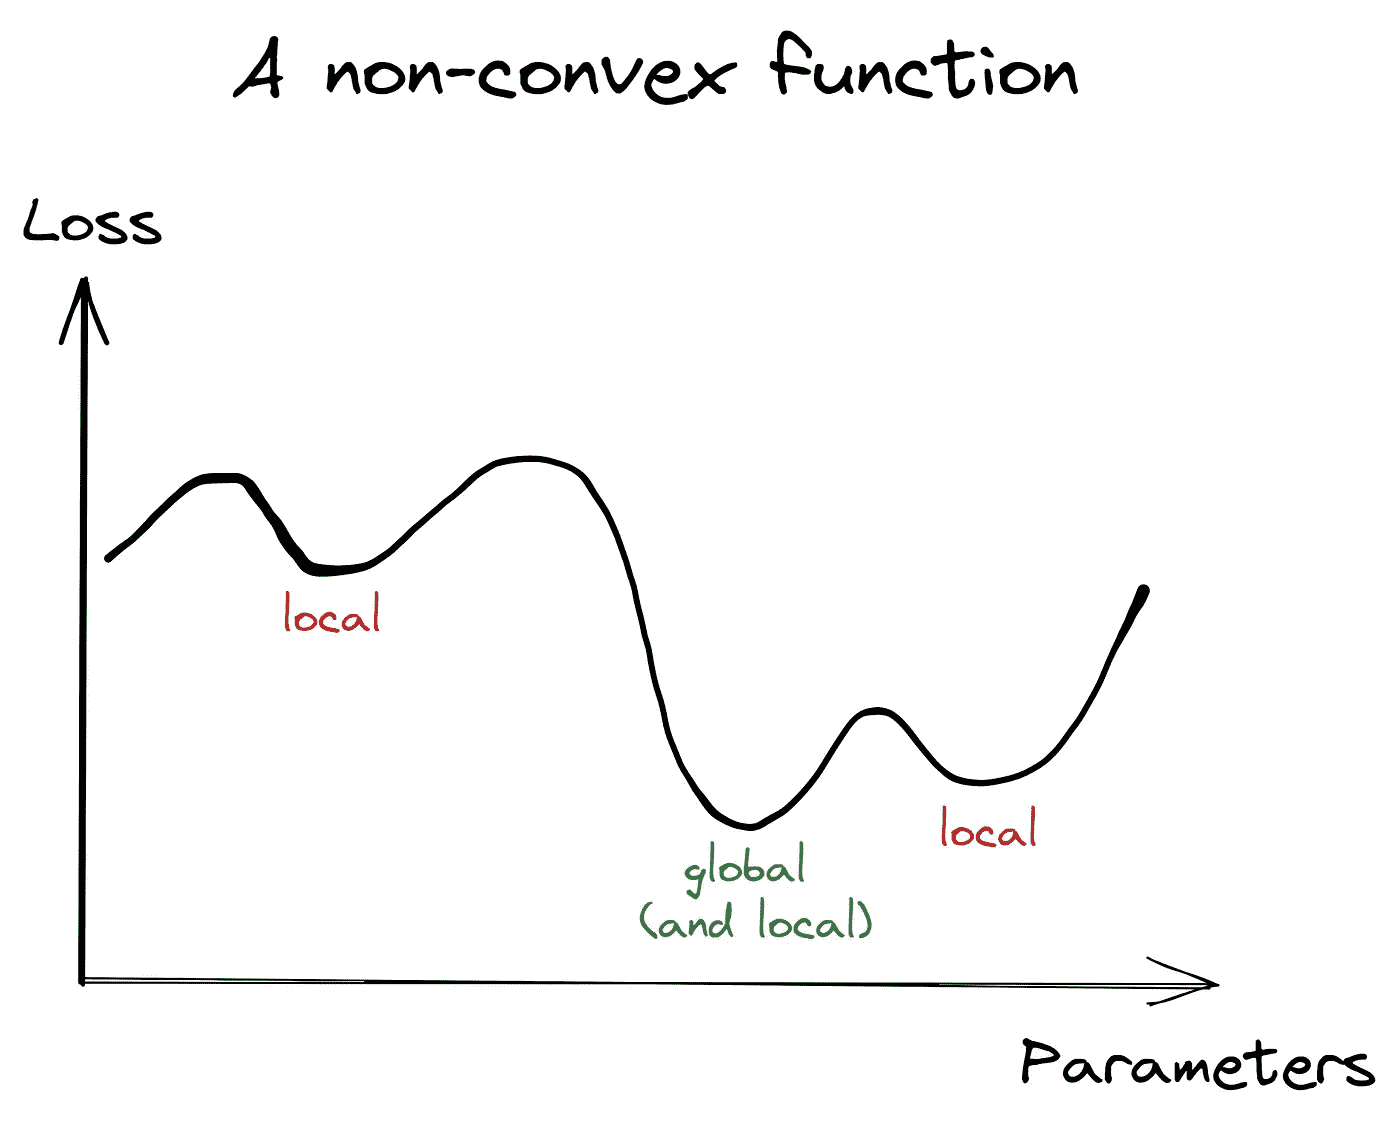 A non-convex function
Loss
local
local
global
(and local)
Parameters